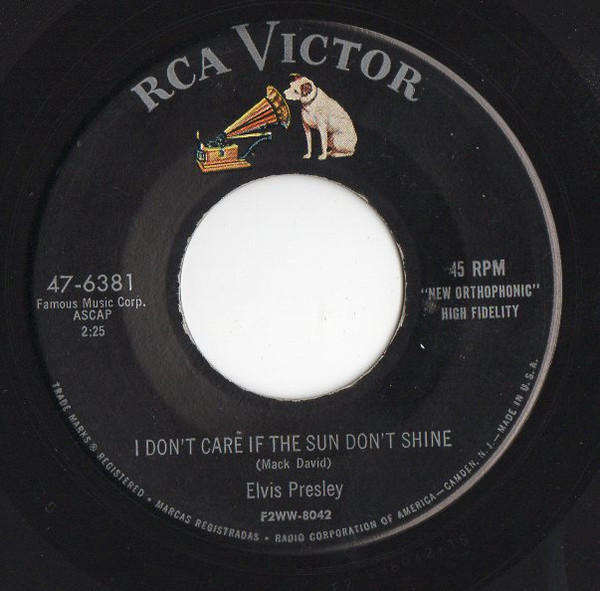 RCA VICTOR
47-6381
Famous Music Corp.
ASCAP
2:25
45 RPM
"NEW ORTHOPHONIC"
HIGH FIDELITY
I DON'T CARE IF THE SUN DON'T SHINE
(Mack David)
Elvis Presley
F2WW-8042
TRADE MARKS ® REGISTERED • MARCAS REGISTRADAS • RADIO CORPORATION OF AMERICA—CAMDEN, N. J.—MADE IN U. S. A.